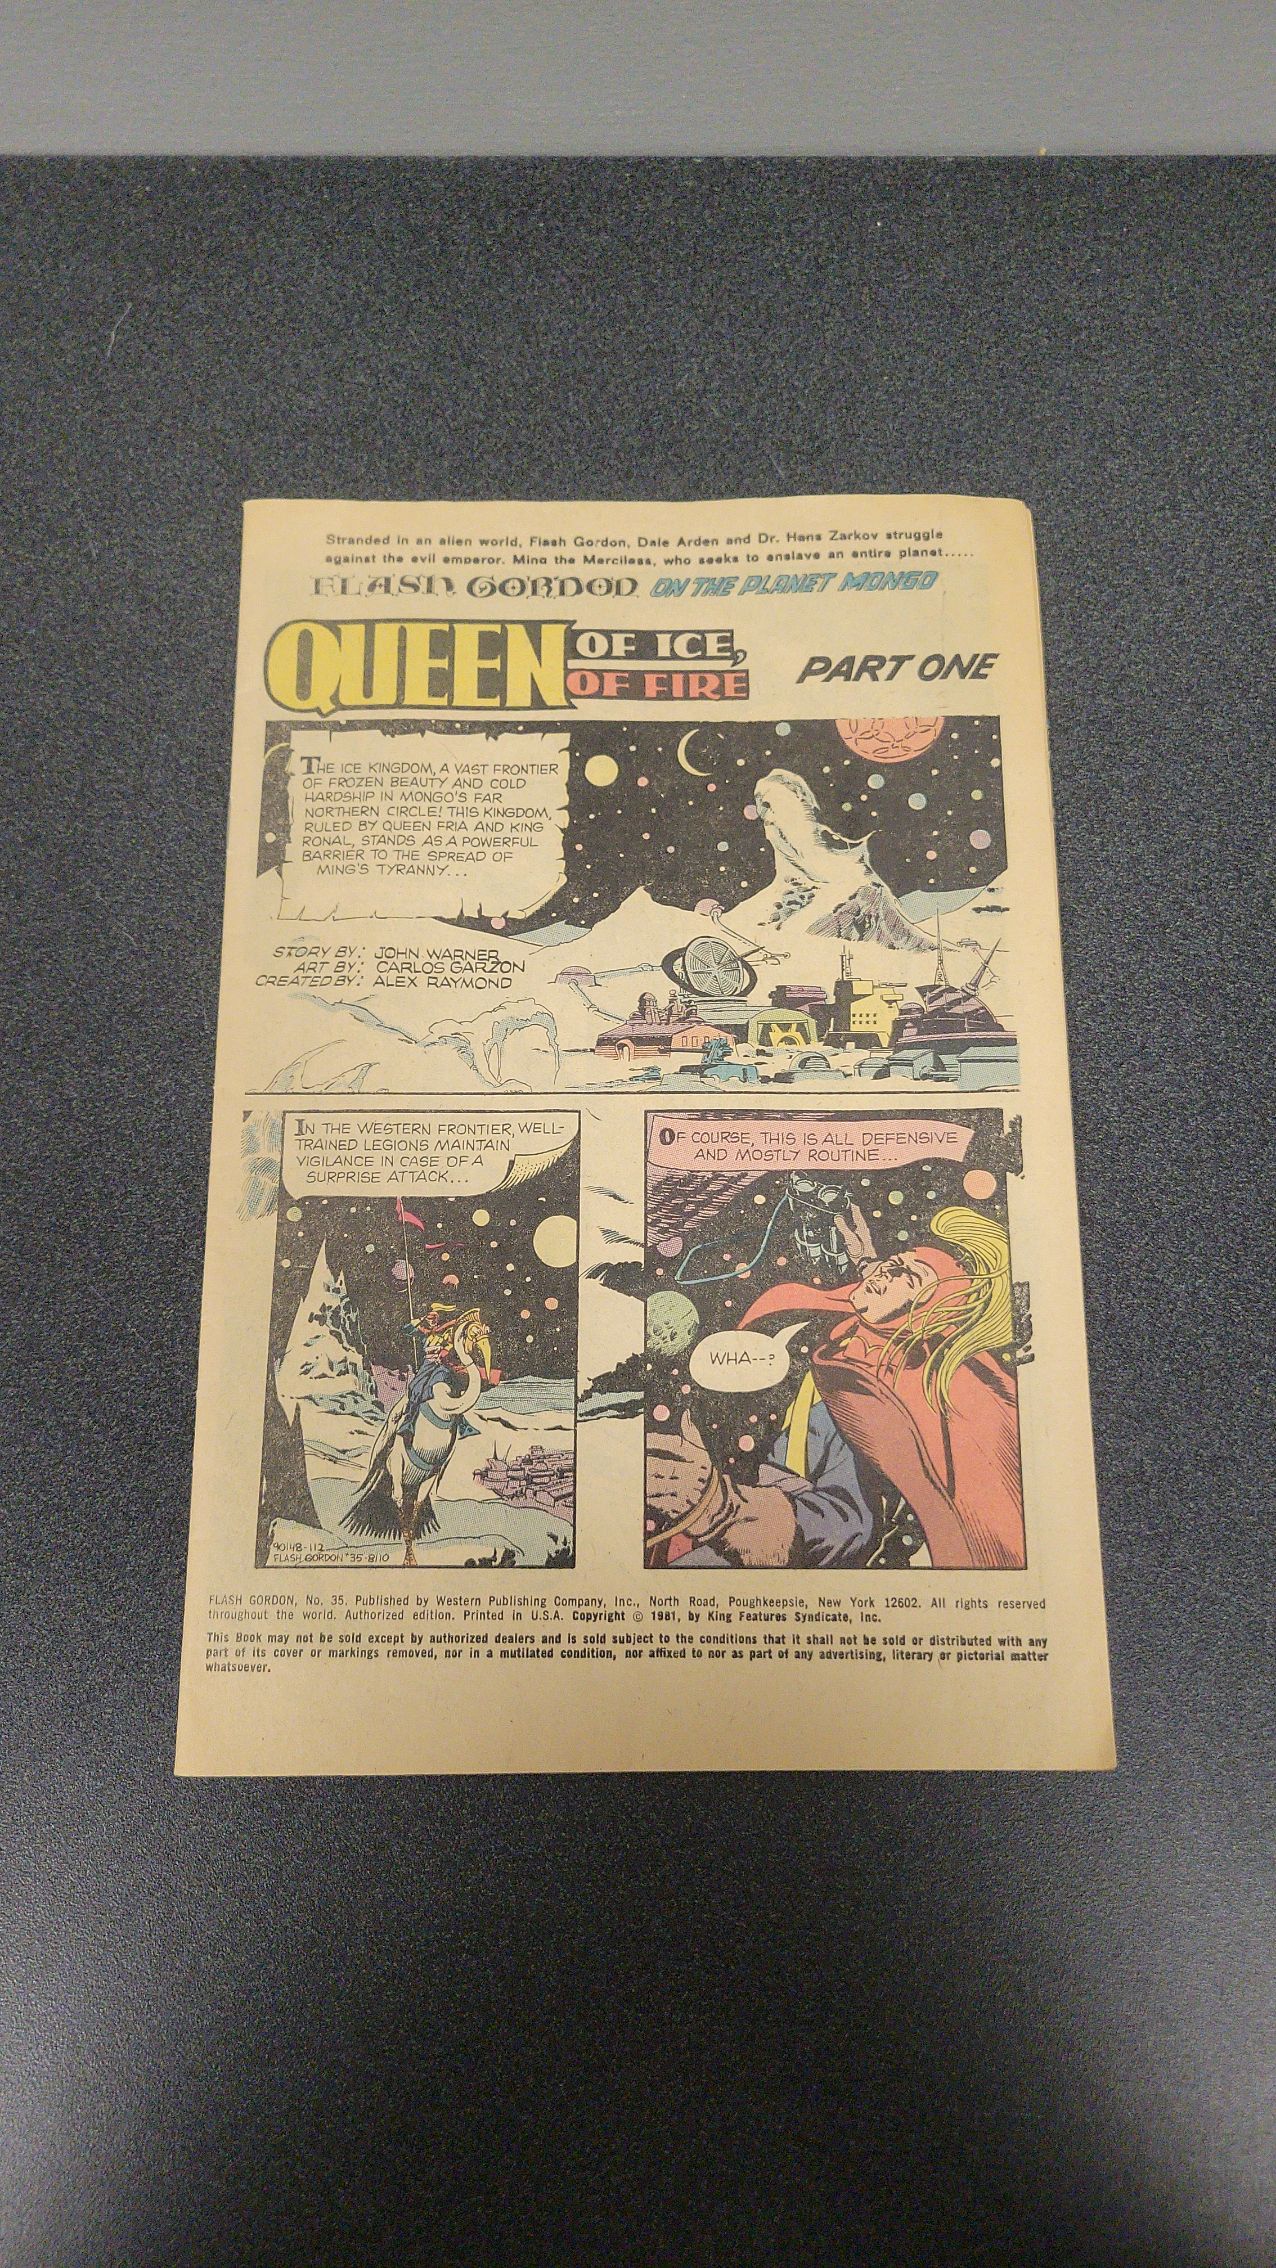 Stranded in an alien world, Flash Gordon, Dale Arden and Dr. Hans Zarkov struggle
against the evil emperor, Ming the Merciless, who seeks to enslave an entire planet.....
FLASH GORDON ON THE PLANET MONGO
QUEEN OF ICE,
OF FIRE
PART ONE
THE ICE KINGDOM, A VAST FRONTIER
OF FROZEN BEAUTY AND COLD
HARDSHIP IN MONGO'S FAR
NORTHERN CIRCLE! THIS KINGDOM,
RULED BY QUEEN FRIA AND KING
RONAL, STANDS AS A POWERFUL
BARRIER TO THE SPREAD OF
MING'S TYRANNY...
STORY BY: JOHN WARNER
ART BY: CARLOS GARZON
CREATED BY: ALEX RAYMOND
IN THE WESTERN FRONTIER, WELL-
TRAINED LEGIONS MAINTAIN
VIGILANCE IN CASE OF A
SURPRISE ATTACK...
OF COURSE, THIS IS ALL DEFENSIVE
AND MOSTLY ROUTINE...
WHA--?
90148-112
FLASH GORDON #35-8110
FLASH GORDON, No. 35. Published by Western Publishing Company, Inc., North Road, Poughkeepsie, New York 12602. All rights reserved
throughout the world. Authorized edition. Printed in U.S.A. Copyright © 1981, by King Features Syndicate, Inc.
This Book may not be sold except by authorized dealers and is sold subject to the conditions that it shall not be sold or distributed with any
part of its cover or markings removed, nor in a mutilated condition, nor affixed to nor as part of any advertising, literary or pictorial matter
whatsoever.